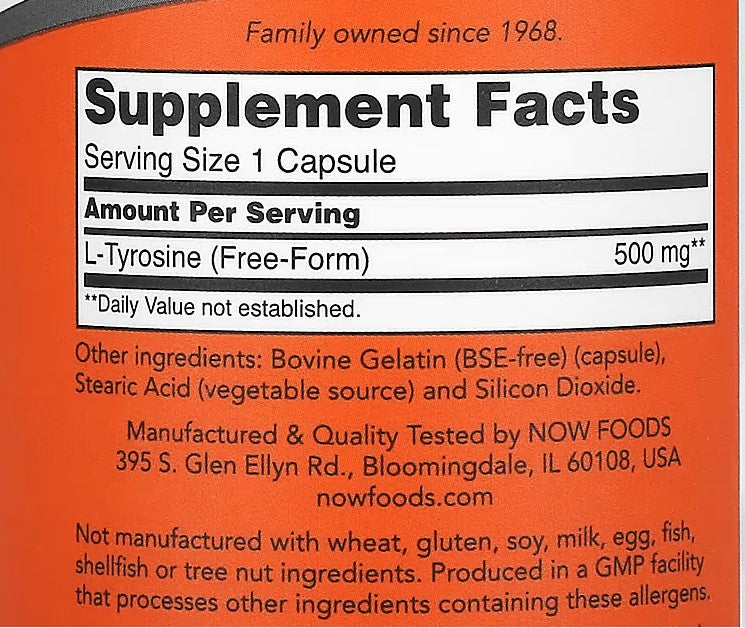 Family owned since 1968.
Supplement Facts
Serving Size 1 Capsule
Amount Per Serving
L-Tyrosine (Free-Form) 500 mg**
**Daily Value not established.
Other ingredients: Bovine Gelatin (BSE-free) (capsule),
Stearic Acid (vegetable source) and Silicon Dioxide.
Manufactured & Quality Tested by NOW FOODS
395 S. Glen Ellyn Rd., Bloomingdale, IL 60108, USA
nowfoods.com
Not manufactured with wheat, gluten, soy, milk, egg, fish,
shellfish or tree nut ingredients. Produced in a GMP facility
that processes other ingredients containing these allergens.